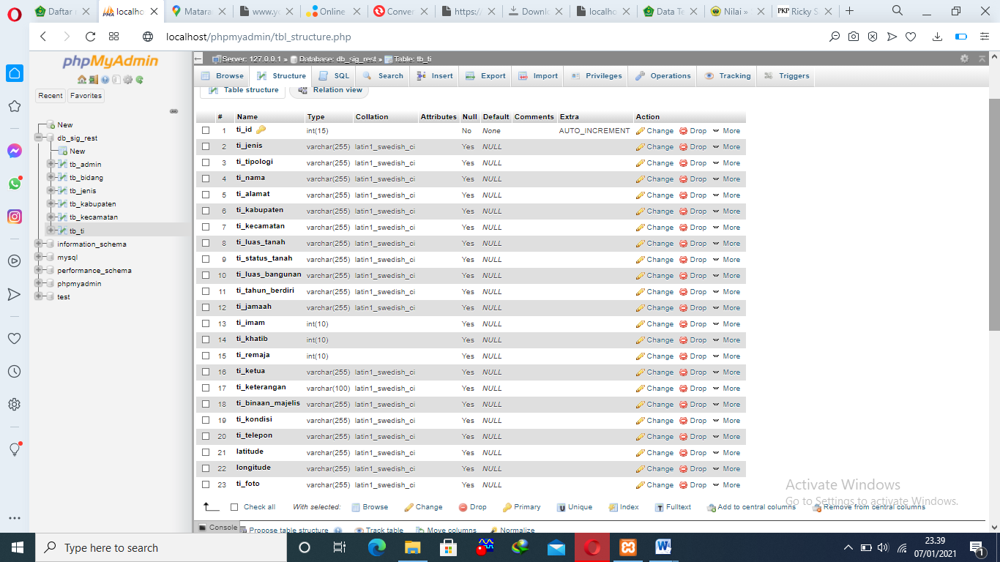 Daftar
localho
Matara
www.yo
Online
Conver
https:/
Downl
localho
Data Te
Nilai »
PKP Ricky S
localhost/phpmyadmin/tbl_structure.php
phpMyAdmin
Recent Favorites
New
db_sig_rest
New
tb_admin
tb_bidang
tb_jenis
tb_kabupaten
tb_kecamatan
tb_ti
information_schema
mysql
performance_schema
phpmyadmin
test
Server: 127.0.0.1 » Database: db_sig_rest » Table: tb_ti
Browse Structure SQL Search Insert Export Import Privileges Operations Tracking Triggers
Table structure Relation view
# Name Type Collation Attributes Null Default Comments Extra Action
1 ti_id int(15) No None AUTO_INCREMENT Change Drop More
2 ti_jenis varchar(255) latin1_swedish_ci Yes NULL Change Drop More
3 ti_tipologi varchar(255) latin1_swedish_ci Yes NULL Change Drop More
4 ti_nama varchar(255) latin1_swedish_ci Yes NULL Change Drop More
5 ti_alamat varchar(255) latin1_swedish_ci Yes NULL Change Drop More
6 ti_kabupaten varchar(255) latin1_swedish_ci Yes NULL Change Drop More
7 ti_kecamatan varchar(255) latin1_swedish_ci Yes NULL Change Drop More
8 ti_luas_tanah varchar(255) latin1_swedish_ci Yes NULL Change Drop More
9 ti_status_tanah varchar(255) latin1_swedish_ci Yes NULL Change Drop More
10 ti_luas_bangunan varchar(255) latin1_swedish_ci Yes NULL Change Drop More
11 ti_tahun_berdiri varchar(255) latin1_swedish_ci Yes NULL Change Drop More
12 ti_jamaah varchar(255) latin1_swedish_ci Yes NULL Change Drop More
13 ti_imam int(10) Yes NULL Change Drop More
14 ti_khatib int(10) Yes NULL Change Drop More
15 ti_remaja int(10) Yes NULL Change Drop More
16 ti_ketua varchar(255) latin1_swedish_ci Yes NULL Change Drop More
17 ti_keterangan varchar(100) latin1_swedish_ci Yes NULL Change Drop More
18 ti_binaan_majelis varchar(255) latin1_swedish_ci Yes NULL Change Drop More
19 ti_kondisi varchar(255) latin1_swedish_ci Yes NULL Change Drop More
20 ti_telepon varchar(255) latin1_swedish_ci Yes NULL Change Drop More
21 latitude varchar(255) latin1_swedish_ci Yes NULL Change Drop More
22 longitude varchar(255) latin1_swedish_ci Yes NULL Change Drop More
23 ti_foto varchar(255) latin1_swedish_ci Yes NULL Change Drop More
Check all With selected: Browse Change Drop Primary Unique Index Fulltext Add to central columns Remove from central columns
Console Propose table structure Track table Move columns Normalize
Activate Windows
Go to Settings to activate Windows.
Type here to search
23.39
07/01/2021
1